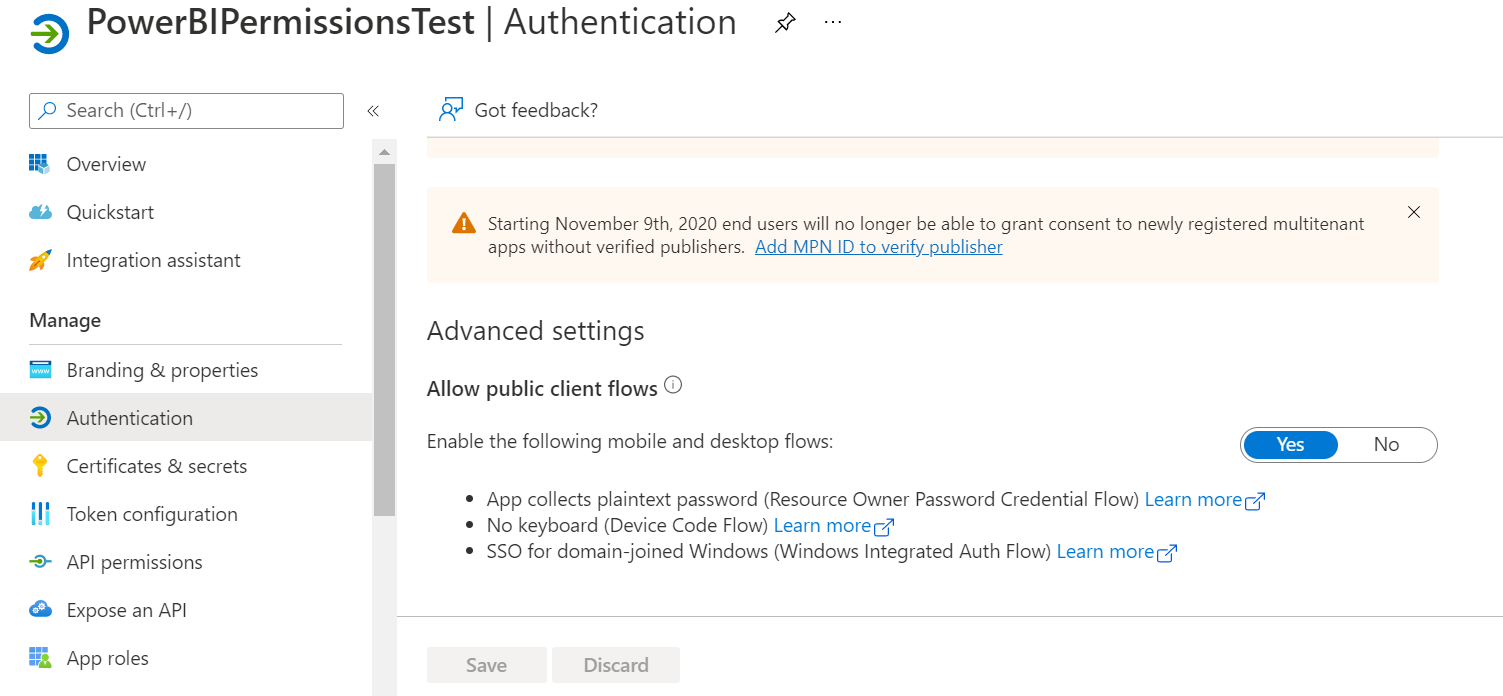 PowerBIPermissionsTest | Authentication
Search (Ctrl+/)
Got feedback?
Overview
Quickstart
Integration assistant
Manage
Branding & properties
Authentication
Certificates & secrets
Token configuration
API permissions
Expose an API
App roles
Starting November 9th, 2020 end users will no longer be able to grant consent to newly registered multitenant
apps without verified publishers. Add MPN ID to verify publisher
Advanced settings
Allow public client flows
Enable the following mobile and desktop flows:
Yes No
• App collects plaintext password (Resource Owner Password Credential Flow) Learn more
• No keyboard (Device Code Flow) Learn more
• SSO for domain-joined Windows (Windows Integrated Auth Flow) Learn more
Save Discard